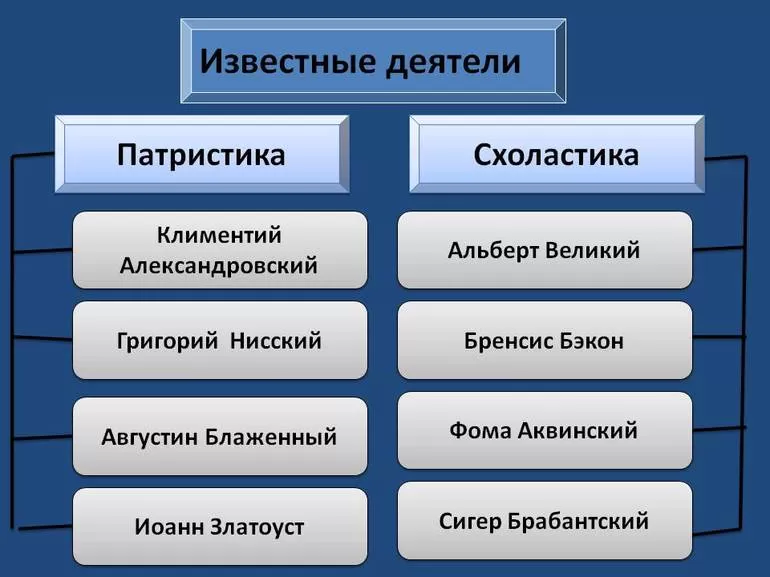 Известные деятели
Патристика
Климентий
Александровский
Григорий Нисский
Августин Блаженный
Иоанн Златоуст
Схоластика
Альберт Великий
Бренсис Бэкон
Фома Аквинский
Сигер Брабантский